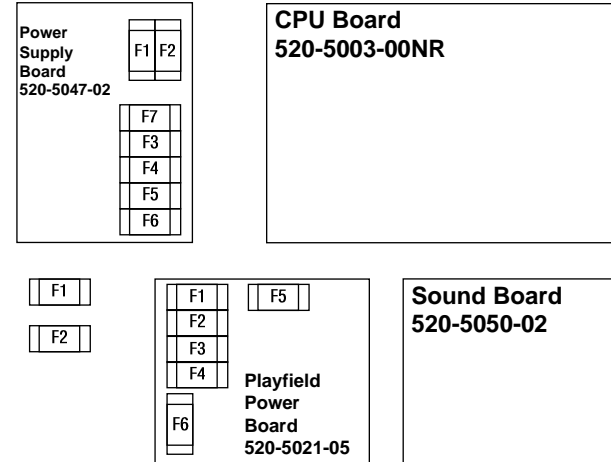 Power
Supply
Board
520-5047-02
F1 F2
F7
F3
F4
F5
F6
CPU Board
520-5003-00NR
F1
F2
F1
F2
F3
F4
F5
F6
Playfield
Power
Board
520-5021-05
Sound Board
520-5050-02